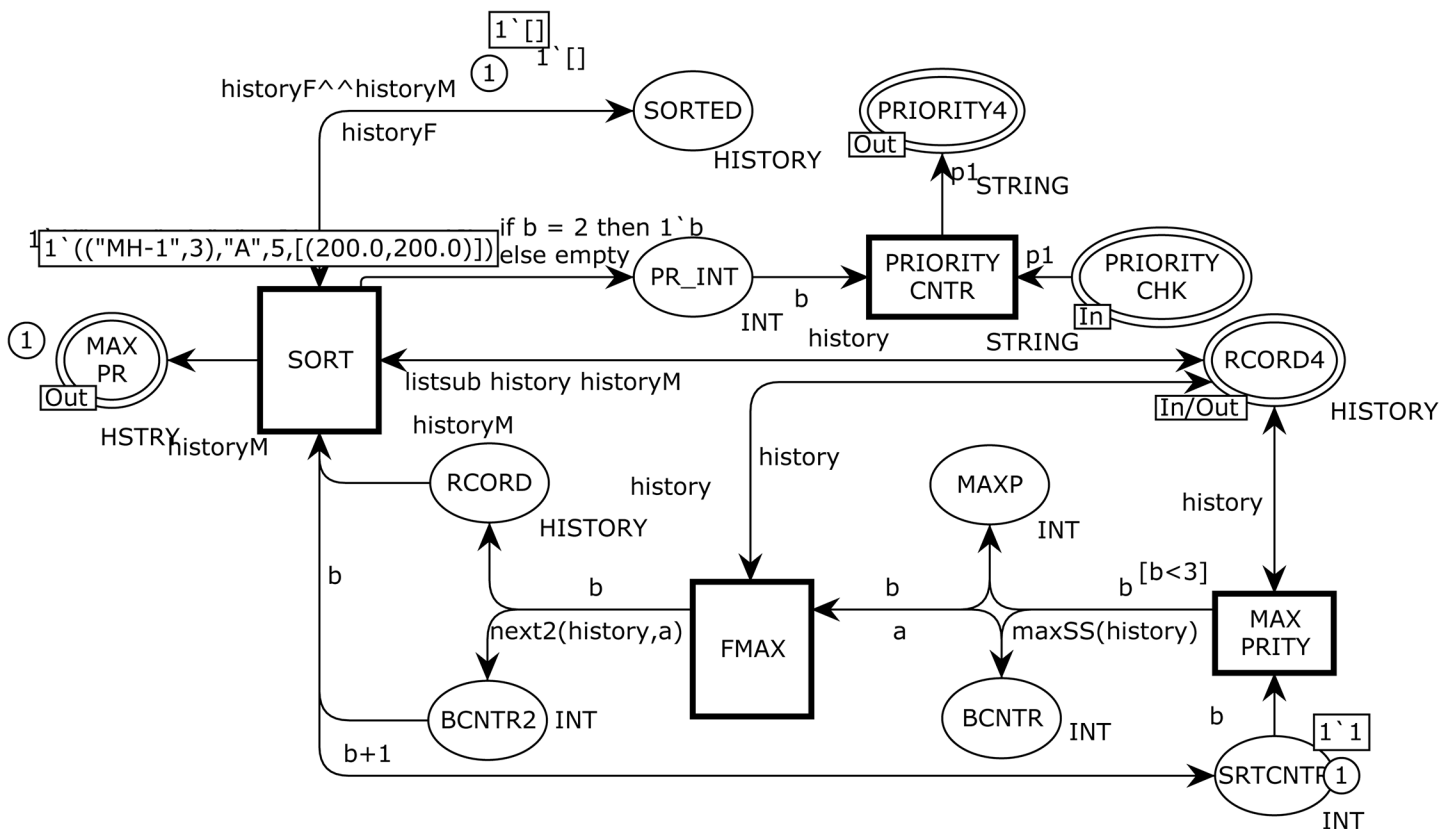 1`[]
1`[]
1
historyF^^historyM
historyF
SORTED
HISTORY
PRIORITY4
Out
p1
STRING
1`(("MH-1",3),"A",5,[(200.0,200.0)])
if b = 2 then 1`b
else empty
PR_INT
INT
b
PRIORITY
CNTR
p1
PRIORITY
CHK
In
STRING
history
1
MAX
PR
Out
HSTRY
historyM
SORT
listsub history historyM
RCORD4
In/Out
HISTORY
historyM
RCORD
HISTORY
history
history
MAXP
INT
history
b
b
next2(history,a)
FMAX
b
a
b
[b<3]
maxSS(history)
MAX
PRITY
BCNTR2
INT
BCNTR
INT
b
b+1
1`1
SRTCNTR
1
INT